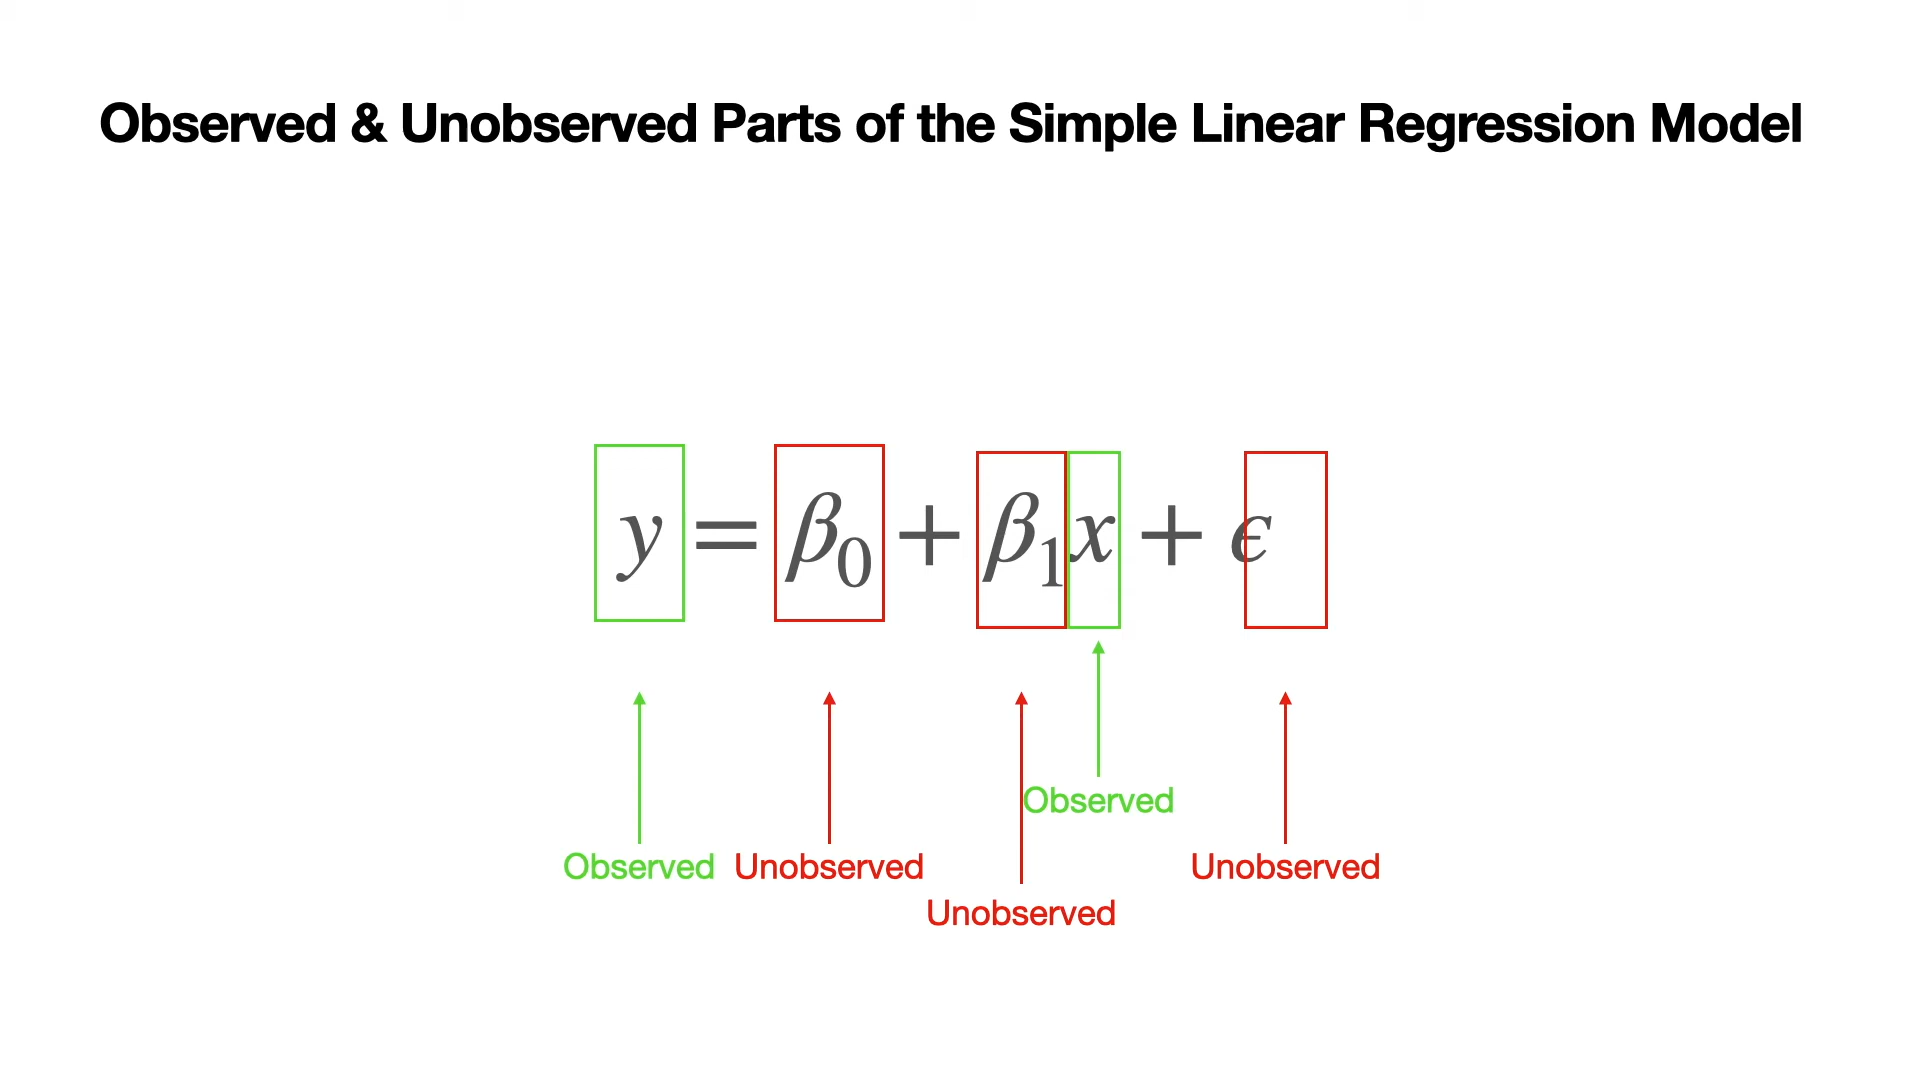 Observed & Unobserved Parts of the Simple Linear Regression Model
y = β₀ + β₁x + ϵ
Observed
Observed
Unobserved
Unobserved
Unobserved